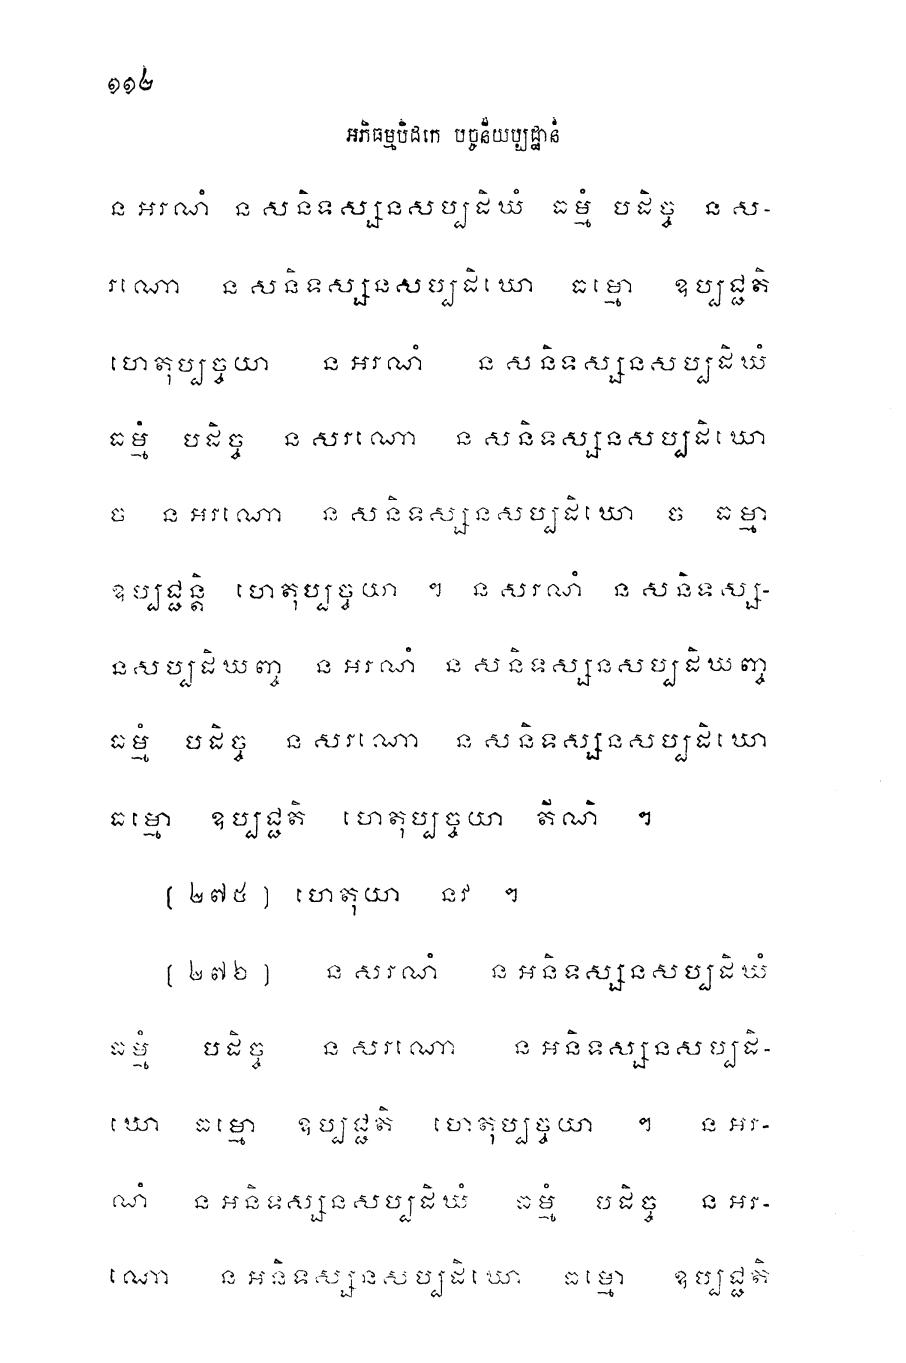 ១១២
អភិធម្មបិដកេ បច្ចនីយប្បដ្ឋានំ
ន អរណំ ន សនិទស្សនសប្បដិឃំ ធម្មំ បដិច្ច ន ស-
រណោ ន សនិទស្សនសប្បដិឃោ ធម្មោ ឧប្បជ្ជតិ
ហេតុប្បច្ចយា ន អរណំ ន សនិទស្សនសប្បដិឃំ
ធម្មំ បដិច្ច ន សរណោ ន សនិទស្សនសប្បដិឃោ
ច ន អរណោ ន សនិទស្សនសប្បដិឃោ ច ធម្មា
ឧប្បជ្ជន្តិ ហេតុប្បច្ចយា ។ ន សរណំ ន សនិទស្ស-
នសប្បដិឃញ្ច ន អរណំ ន សនិទស្សនសប្បដិឃញ្ច
ធម្មំ បដិច្ច ន សរណោ ន សនិទស្សនសប្បដិឃោ
ធម្មោ ឧប្បជ្ជតិ ហេតុប្បច្ចយា តីណិ ។
[ ២៧៥ ] ហេតុយា នវ ។
[ ២៧៦ ] ន សរណំ ន អនិទស្សនសប្បដិឃំ
ធម្មំ បដិច្ច ន សរណោ ន អនិទស្សនសប្បដិ-
ឃោ ធម្មោ ឧប្បជ្ជតិ ហេតុប្បច្ចយា ។ ន អរ-
ណំ ន អនិទស្សនសប្បដិឃំ ធម្មំ បដិច្ច ន អរ-
ណោ ន អនិទស្សនសប្បដិឃោ ធម្មោ ឧប្បជ្ជតិ